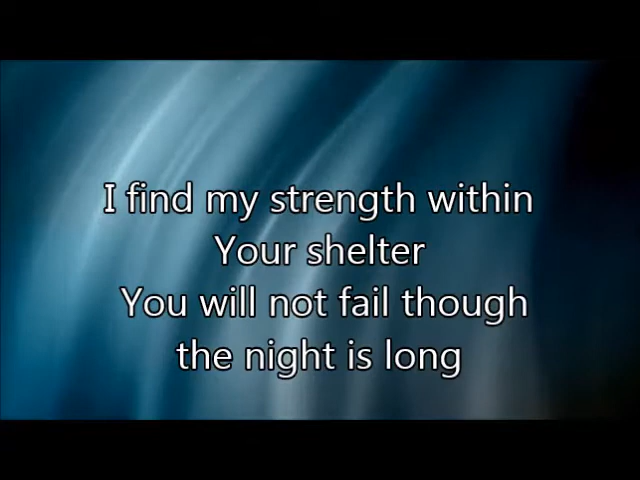 I find my strength within
Your shelter
You will not fail though
the night is long